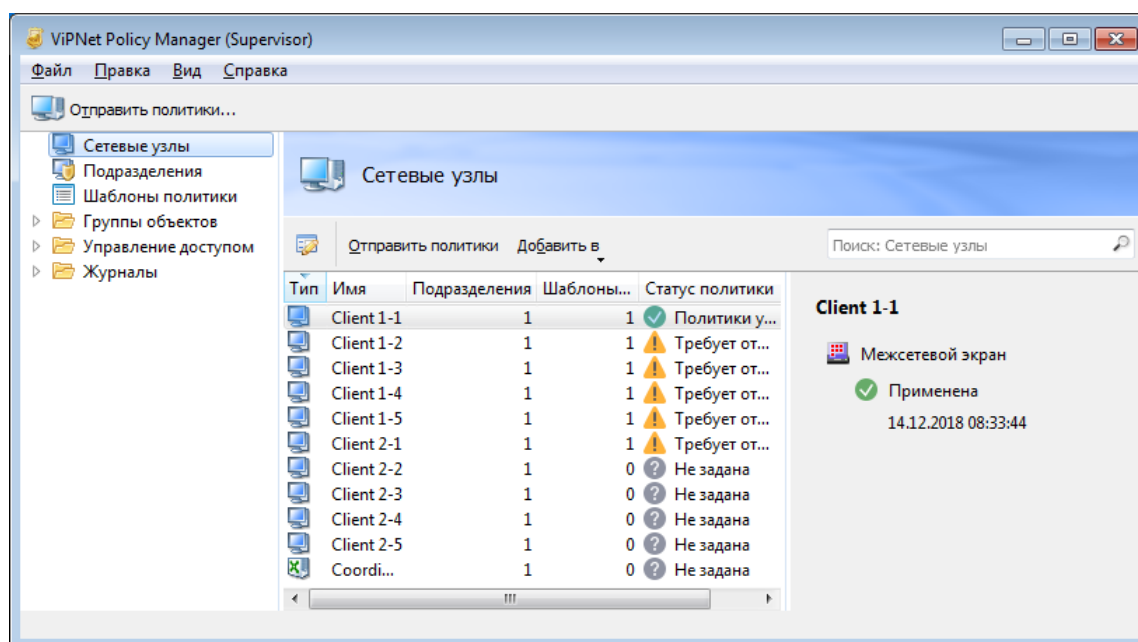 ViPNet Policy Manager (Supervisor)
Файл Правка Вид Справка
Отправить политики...
Сетевые узлы
Подразделения
Шаблоны политики
Группы объектов
Управление доступом
Журналы
Сетевые узлы
Отправить политики Добавить в
Поиск: Сетевые узлы
Тип Имя Подразделения Шаблоны... Статус политики
Client 1-1 1 1 Политики у...
Client 1-2 1 1 Требует от...
Client 1-3 1 1 Требует от...
Client 1-4 1 1 Требует от...
Client 1-5 1 1 Требует от...
Client 2-1 1 1 Требует от...
Client 2-2 1 0 Не задана
Client 2-3 1 0 Не задана
Client 2-4 1 0 Не задана
Client 2-5 1 0 Не задана
Coordi... 1 0 Не задана
Client 1-1
Межсетевой экран
Применена
14.12.2018 08:33:44